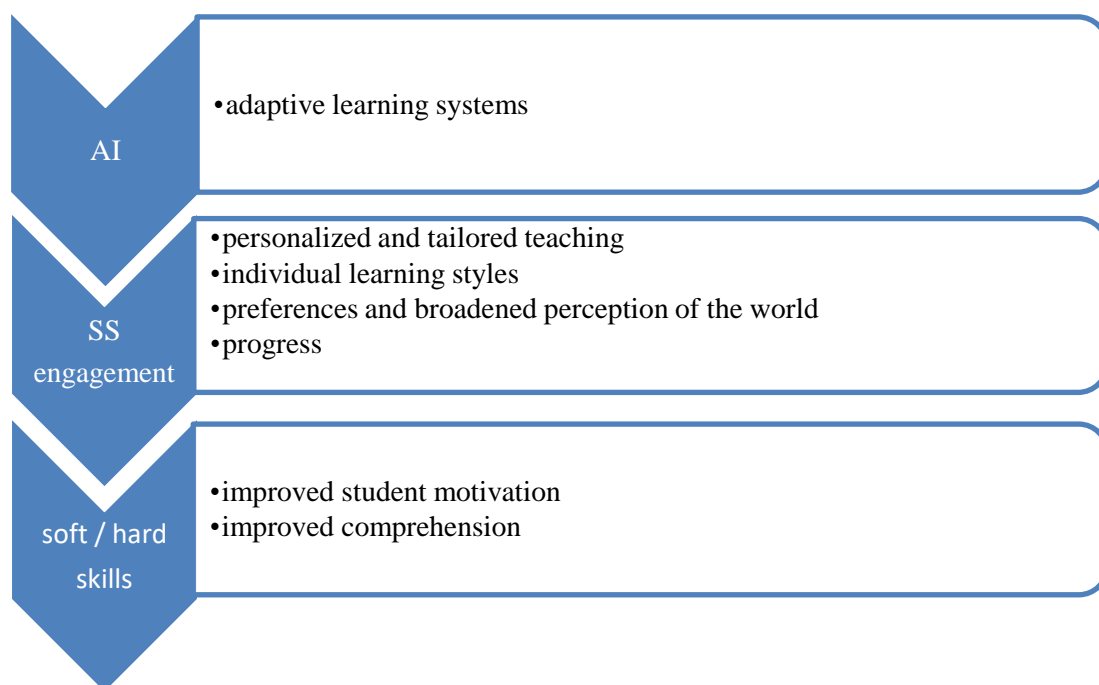 AI
•adaptive learning systems
SS
engagement
•personalized and tailored teaching
•individual learning styles
•preferences and broadened perception of the world
•progress
soft / hard
skills
•improved student motivation
•improved comprehension